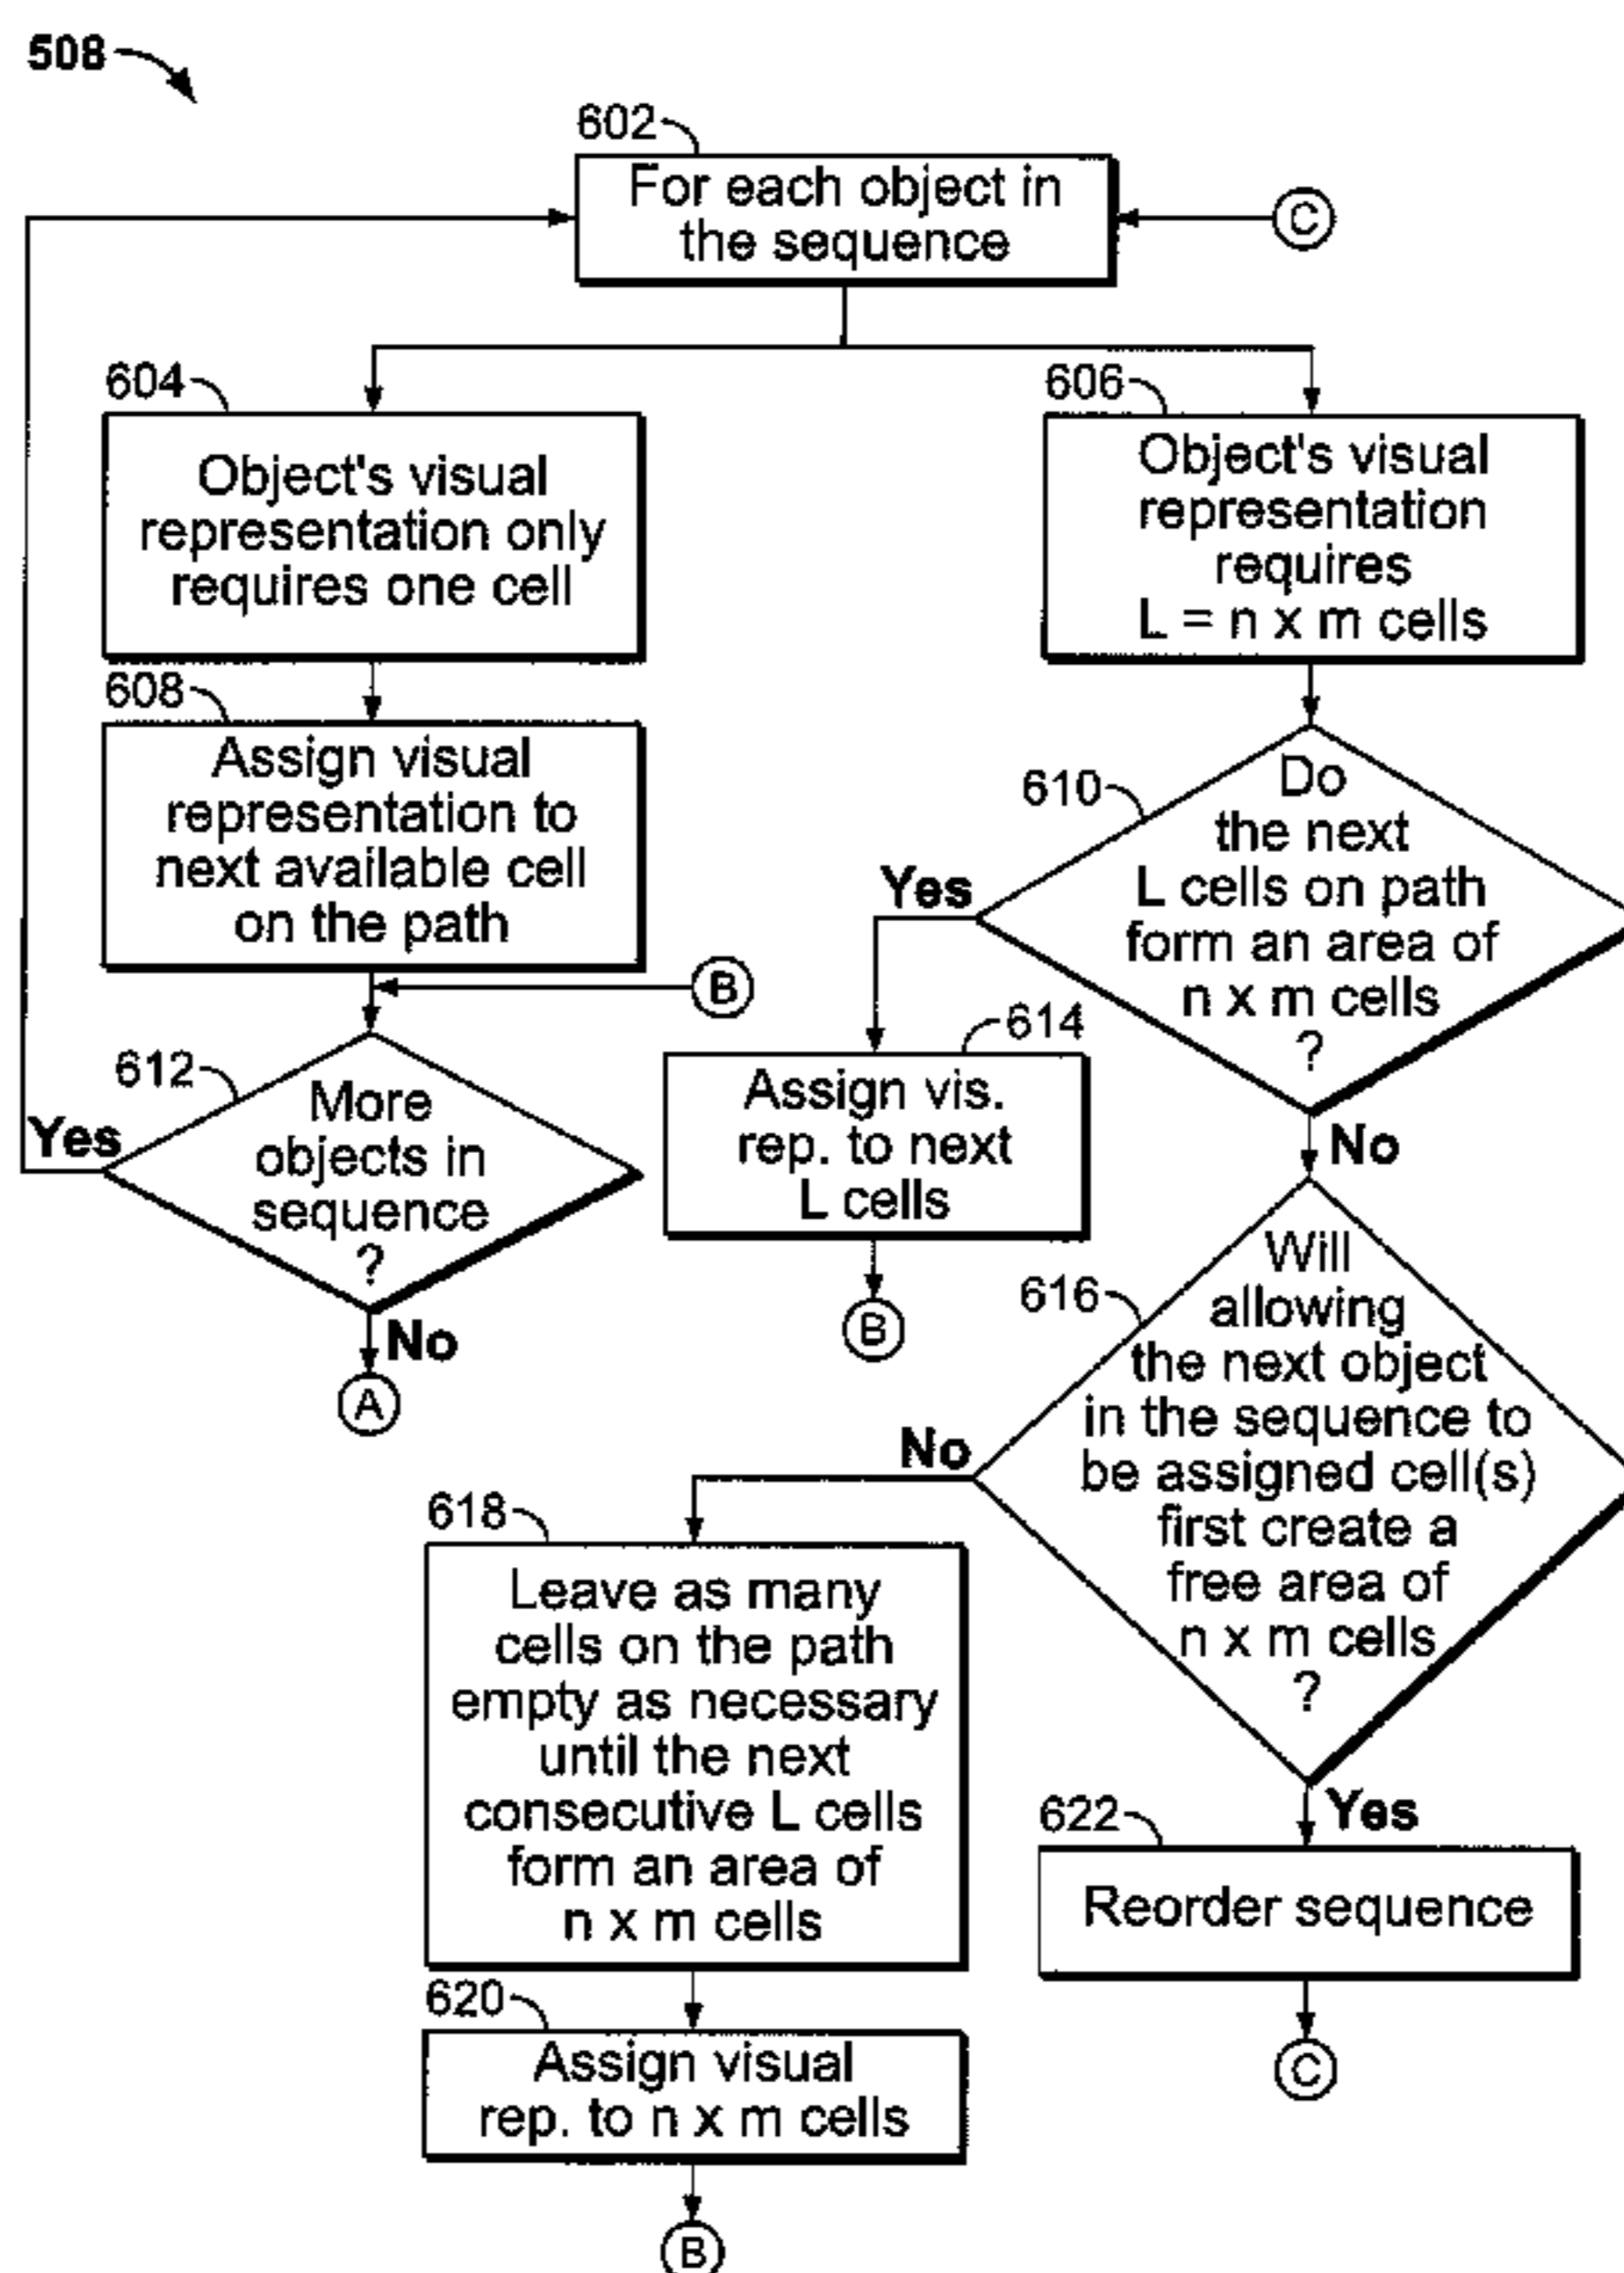 508
602
For each object in
the sequence
C
604
Object's visual
representation only
requires one cell
606
Object's visual
representation
requires
L = n x m cells
608
Assign visual
representation to
next available cell
on the path
610
Do
the next
L cells on path
form an area of
n x m cells
?
Yes
No
B
612
More
objects in
sequence
?
Yes
No
A
614
Assign vis.
rep. to next
L cells
B
616
Will
allowing
the next object
in the sequence to
be assigned cell(s)
first create a
free area of
n x m cells
?
No
Yes
618
Leave as many
cells on the path
empty as necessary
until the next
consecutive L cells
form an area of
n x m cells
622
Reorder sequence
C
620
Assign visual
rep. to n x m cells
B